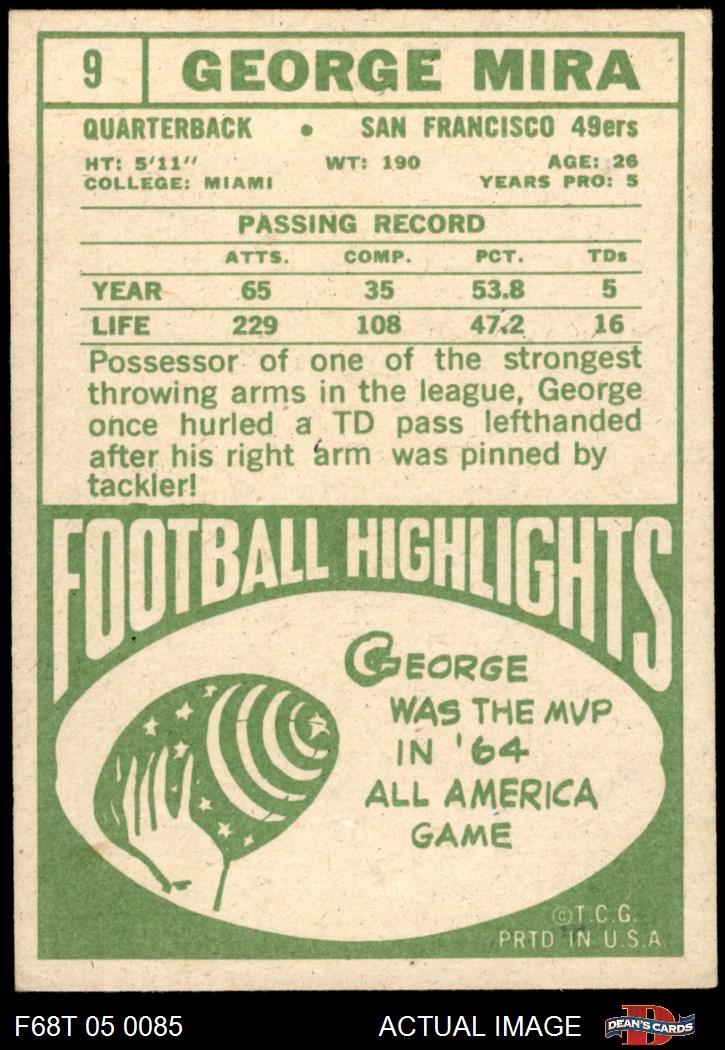 9 GEORGE MIRA
QUARTERBACK • SAN FRANCISCO 49ers
HT: 5'11" WT: 190 AGE: 26
COLLEGE: MIAMI YEARS PRO: 5
PASSING RECORD
ATTS. COMP. PCT. TDs
YEAR 65 35 53.8 5
LIFE 229 108 47.2 16
Possessor of one of the strongest
throwing arms in the league, George
once hurled a TD pass lefthanded
after his right arm was pinned by
tackler!
FOOTBALL HIGHLIGHTS
GEORGE
WAS THE MVP
IN '64
ALL AMERICA
GAME
©T.C.G.
PRTD IN U.S.A.
F68T 05 0085 ACTUAL IMAGE D DEAN'S CARDS